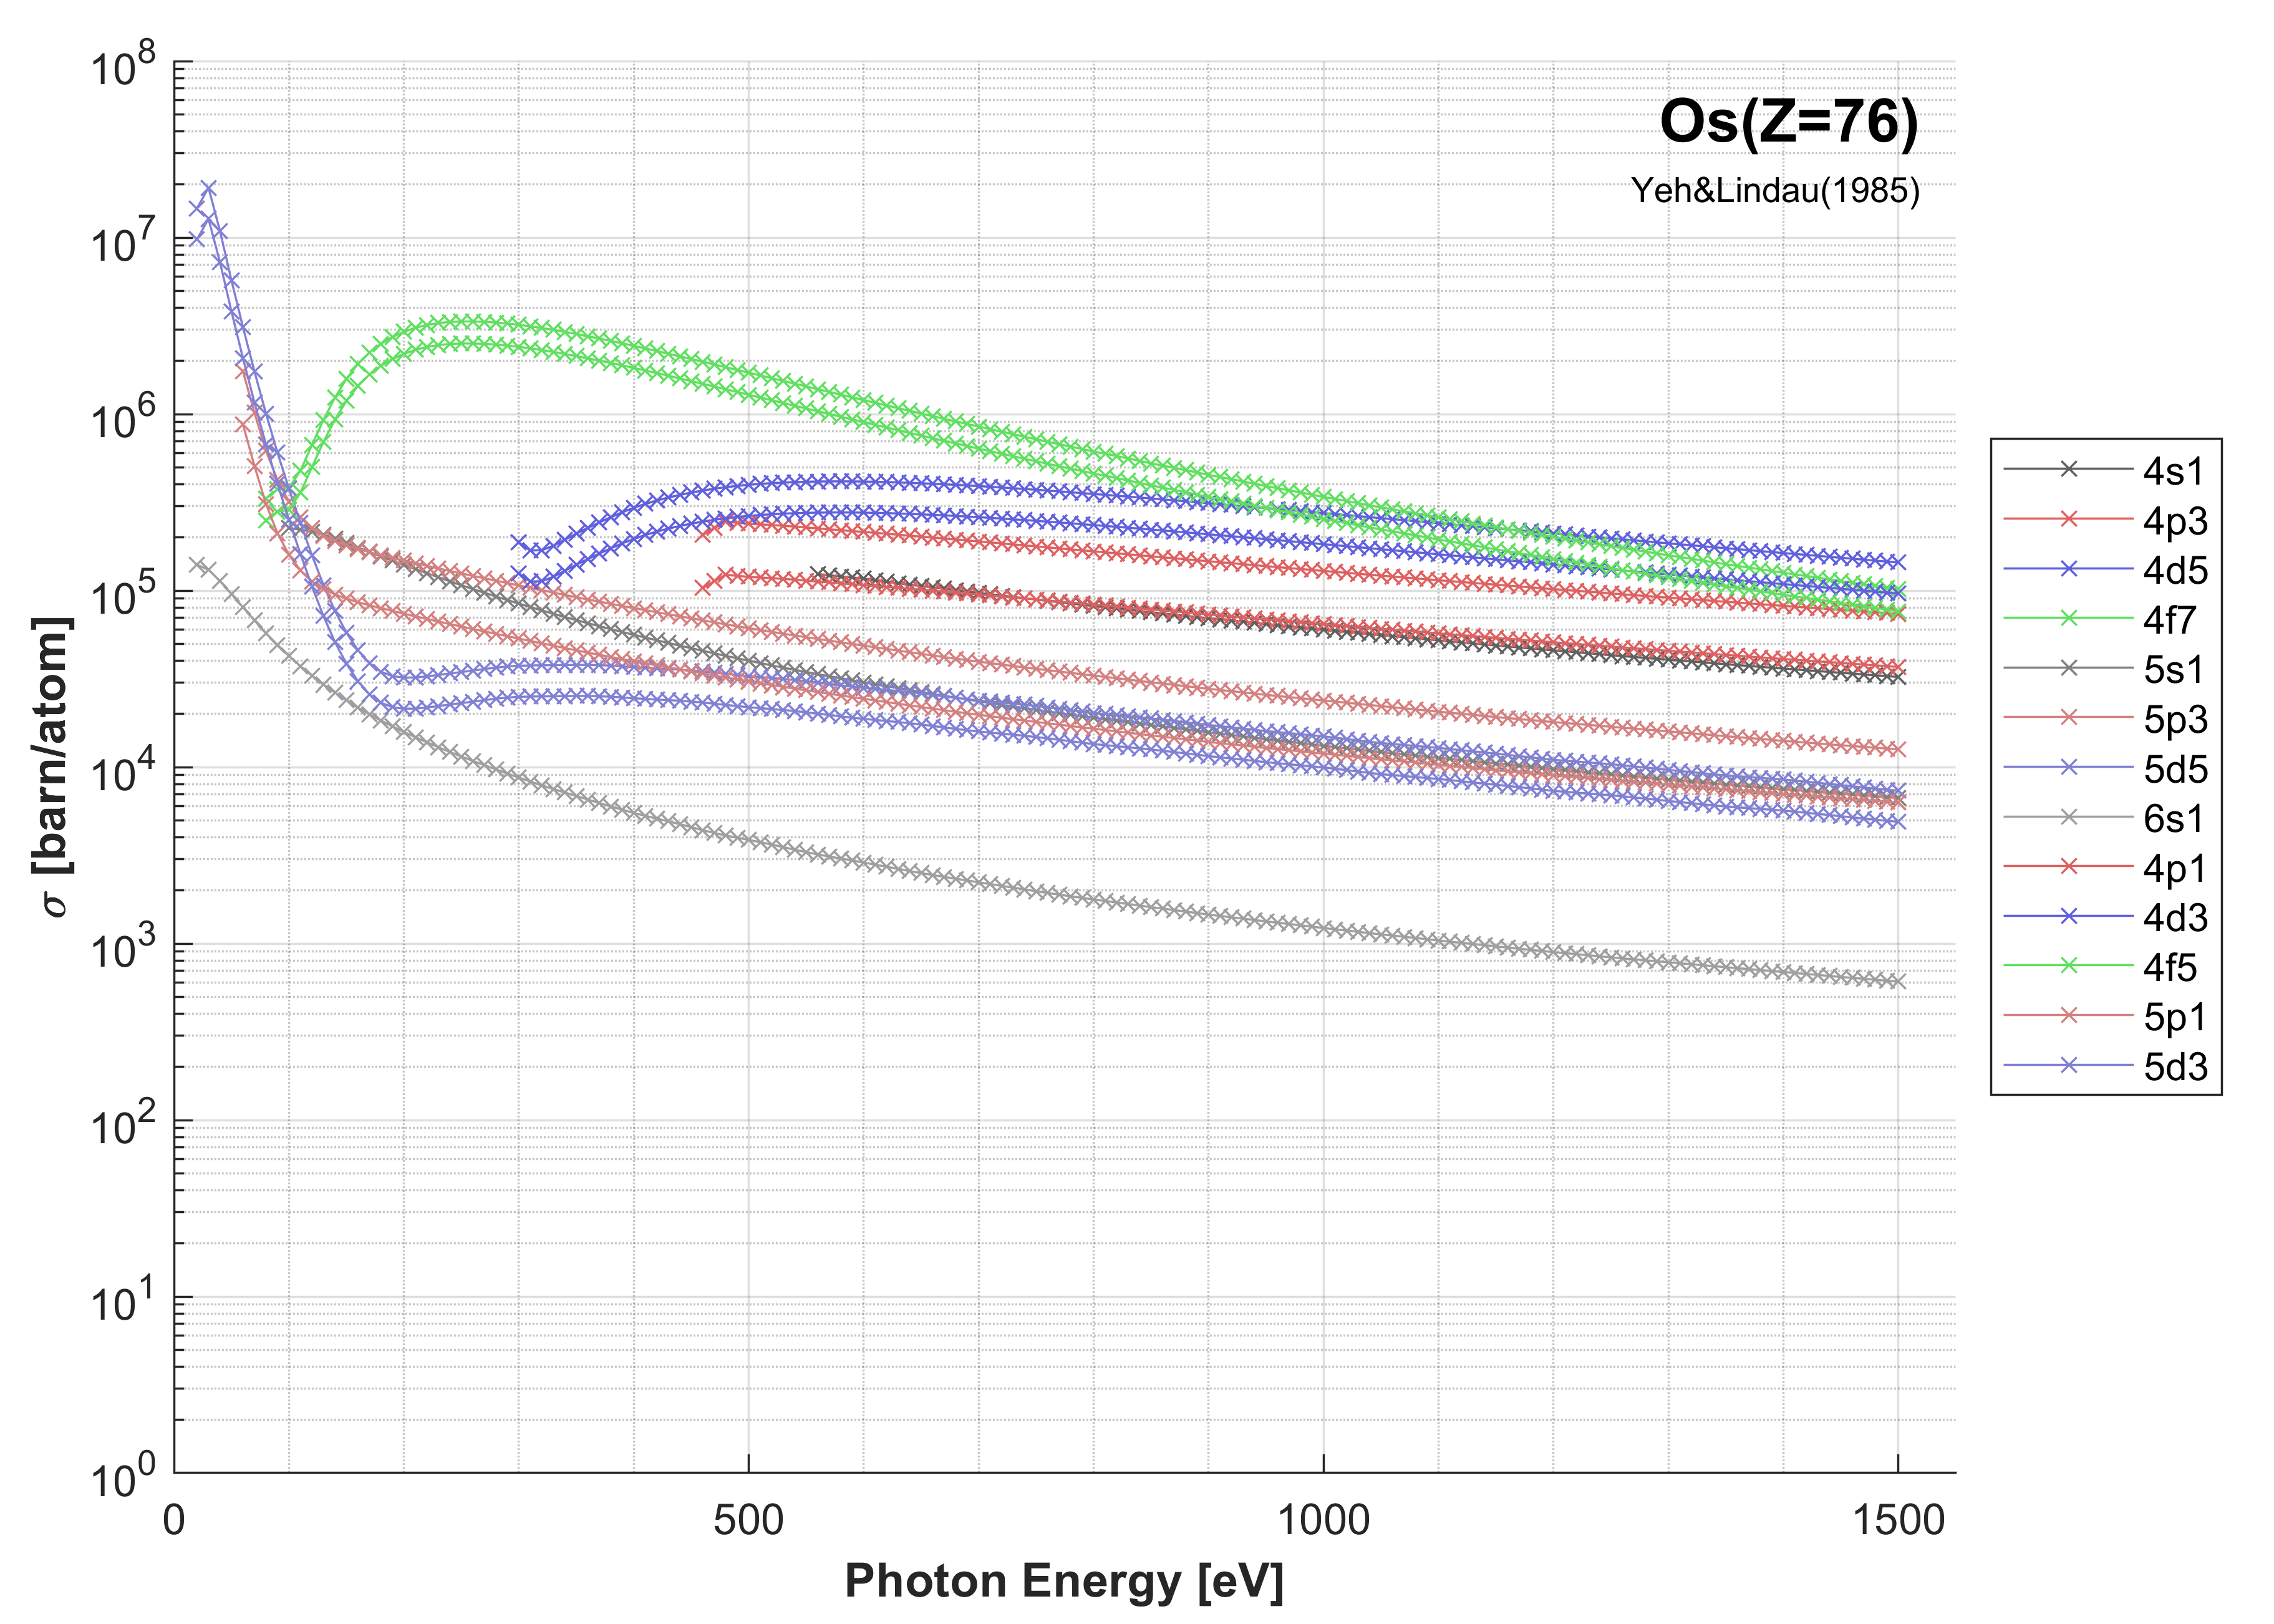 Os(Z=76)
Yeh&Lindau(1985)
10^8
10^7
10^6
10^5
10^4
10^3
10^2
10^1
10^0
σ [barn/atom]
0 500 1000 1500
Photon Energy [eV]
4s1
4p3
4d5
4f7
5s1
5p3
5d5
6s1
4p1
4d3
4f5
5p1
5d3